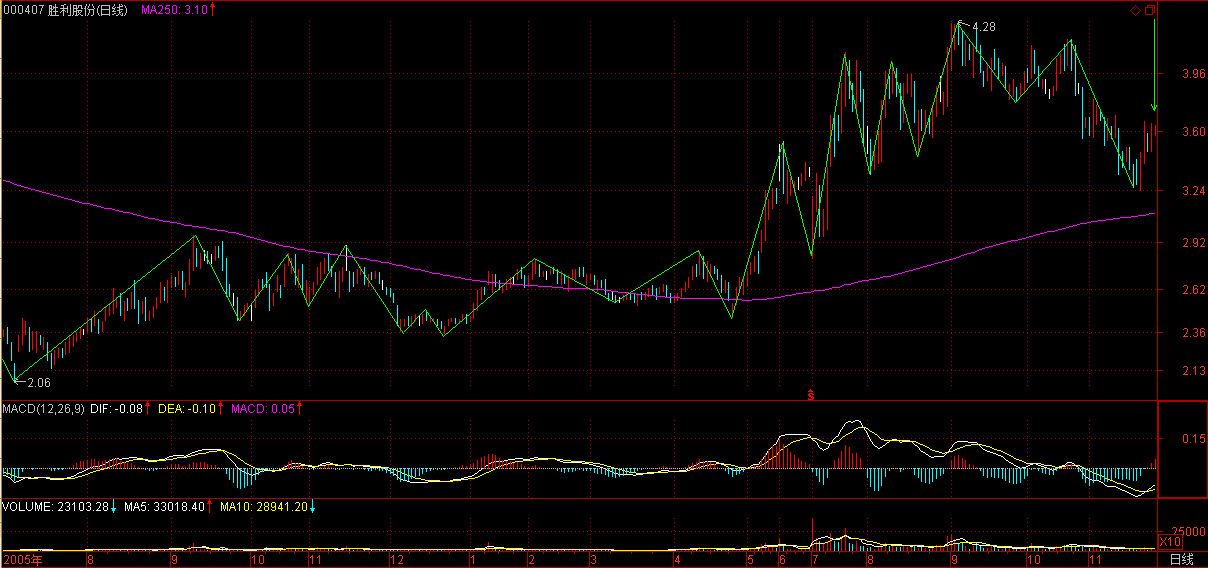 000407 胜利股份(日线) MA250: 3.10↑
4.28
3.96
3.60
3.24
2.92
2.62
2.36
2.13
2.06
ŝ
MACD(12,26,9) DIF: -0.08↑ DEA: -0.10↑ MACD: 0.05↑
0.15
VOLUME: 23103.28↓ MA5: 33018.40↑ MA10: 28941.20↓
25000
X10
2005年 8 9 10 11 12 1 2 3 4 5 6 7 8 9 10 11 日线